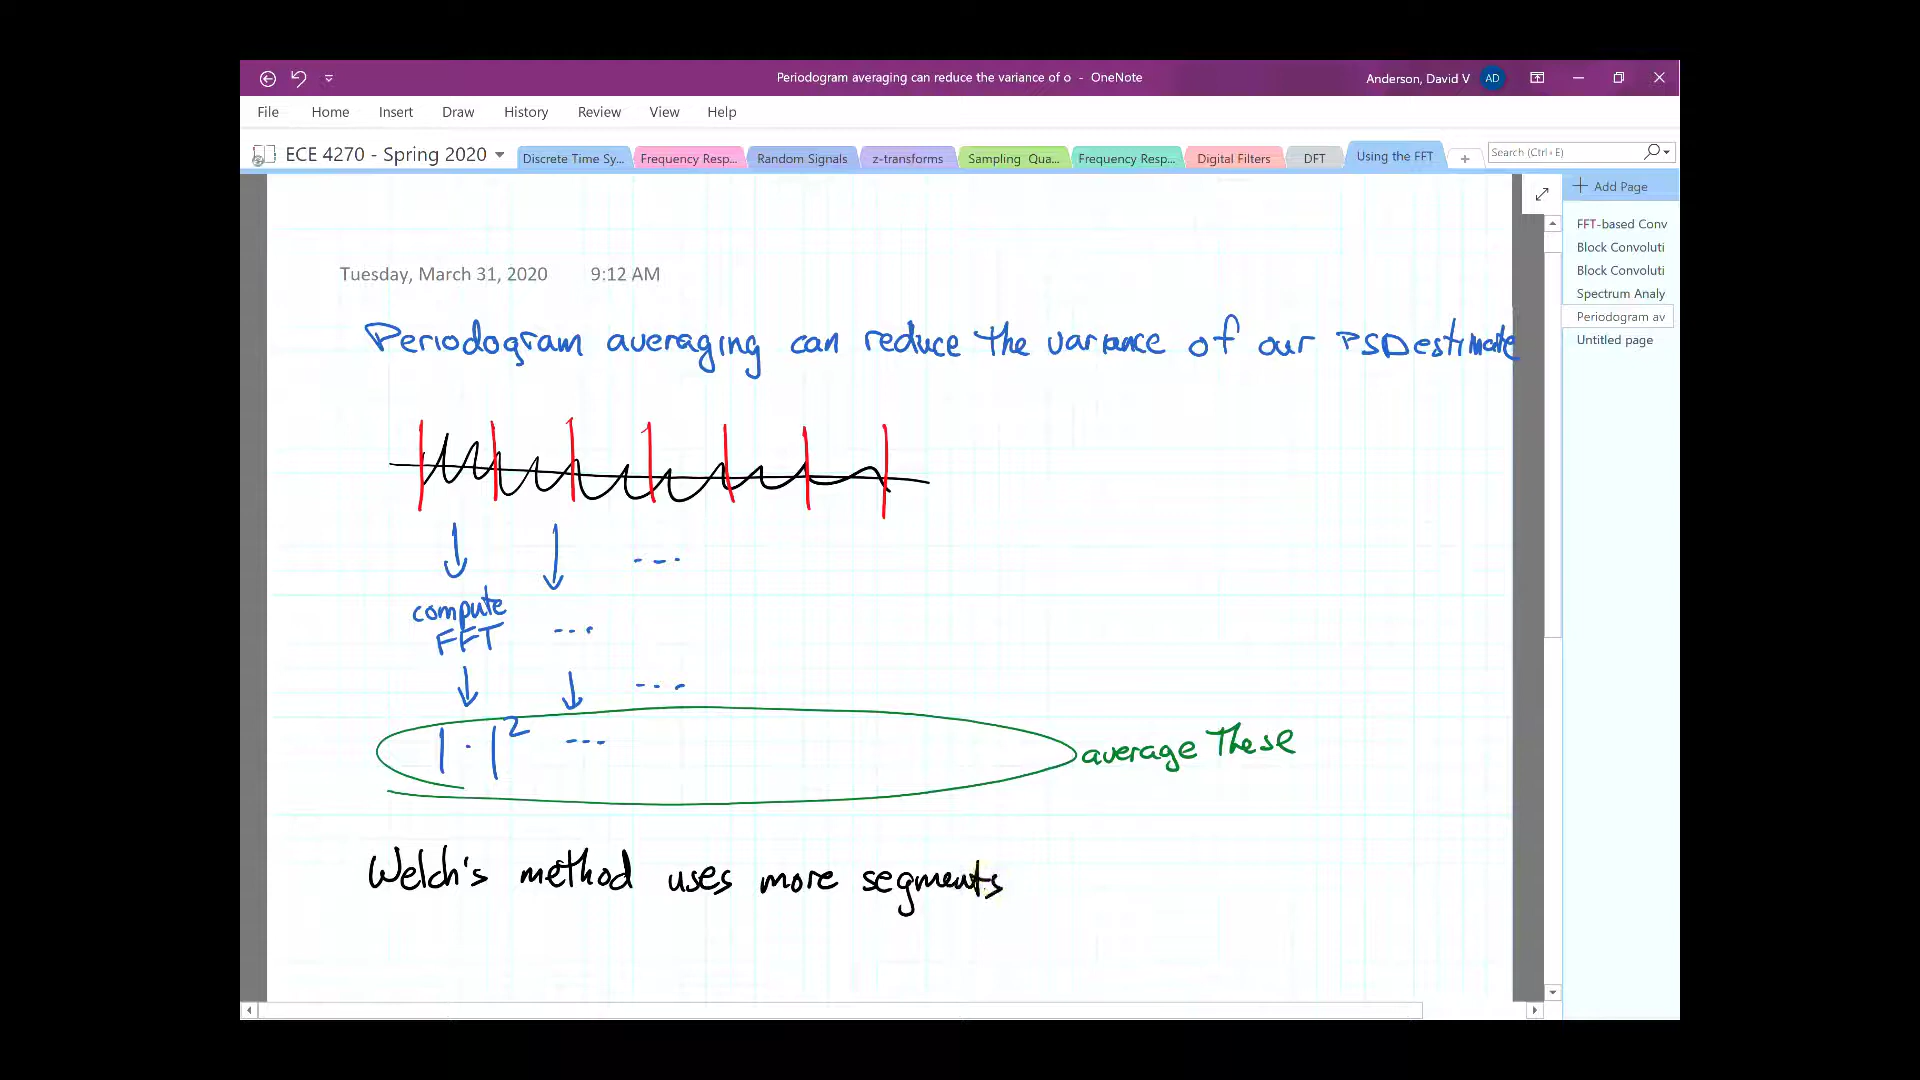 Periodogram averaging can reduce the variance of o - OneNote
Anderson, David V AD
File Home Insert Draw History Review View Help
ECE 4270 - Spring 2020
Discrete Time Sy... Frequency Resp... Random Signals z-transforms Sampling Qua... Frequency Resp... Digital Filters DFT Using the FFT +
Search (Ctrl+E)
Add Page
FFT-based Conv
Block Convoluti
Block Convoluti
Spectrum Analy
Periodogram av
Untitled page
Tuesday, March 31, 2020 9:12 AM
Periodogram averaging can reduce the variance of our PSD estimate
---
compute
FFT ---
---
|·|² ---
average these
Welch's method uses more segments